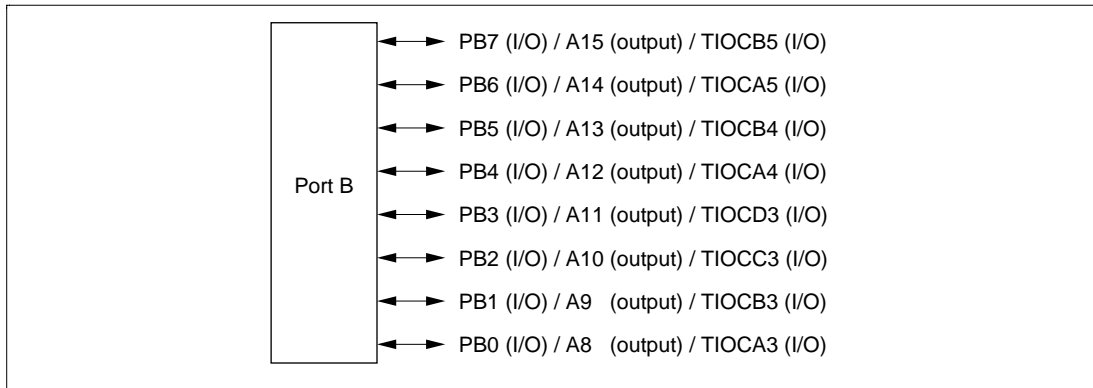 PB7 (I/O) / A15 (output) / TIOCB5 (I/O)
PB6 (I/O) / A14 (output) / TIOCA5 (I/O)
PB5 (I/O) / A13 (output) / TIOCB4 (I/O)
PB4 (I/O) / A12 (output) / TIOCA4 (I/O)
Port B
PB3 (I/O) / A11 (output) / TIOCD3 (I/O)
PB2 (I/O) / A10 (output) / TIOCC3 (I/O)
PB1 (I/O) / A9 (output) / TIOCB3 (I/O)
PB0 (I/O) / A8 (output) / TIOCA3 (I/O)